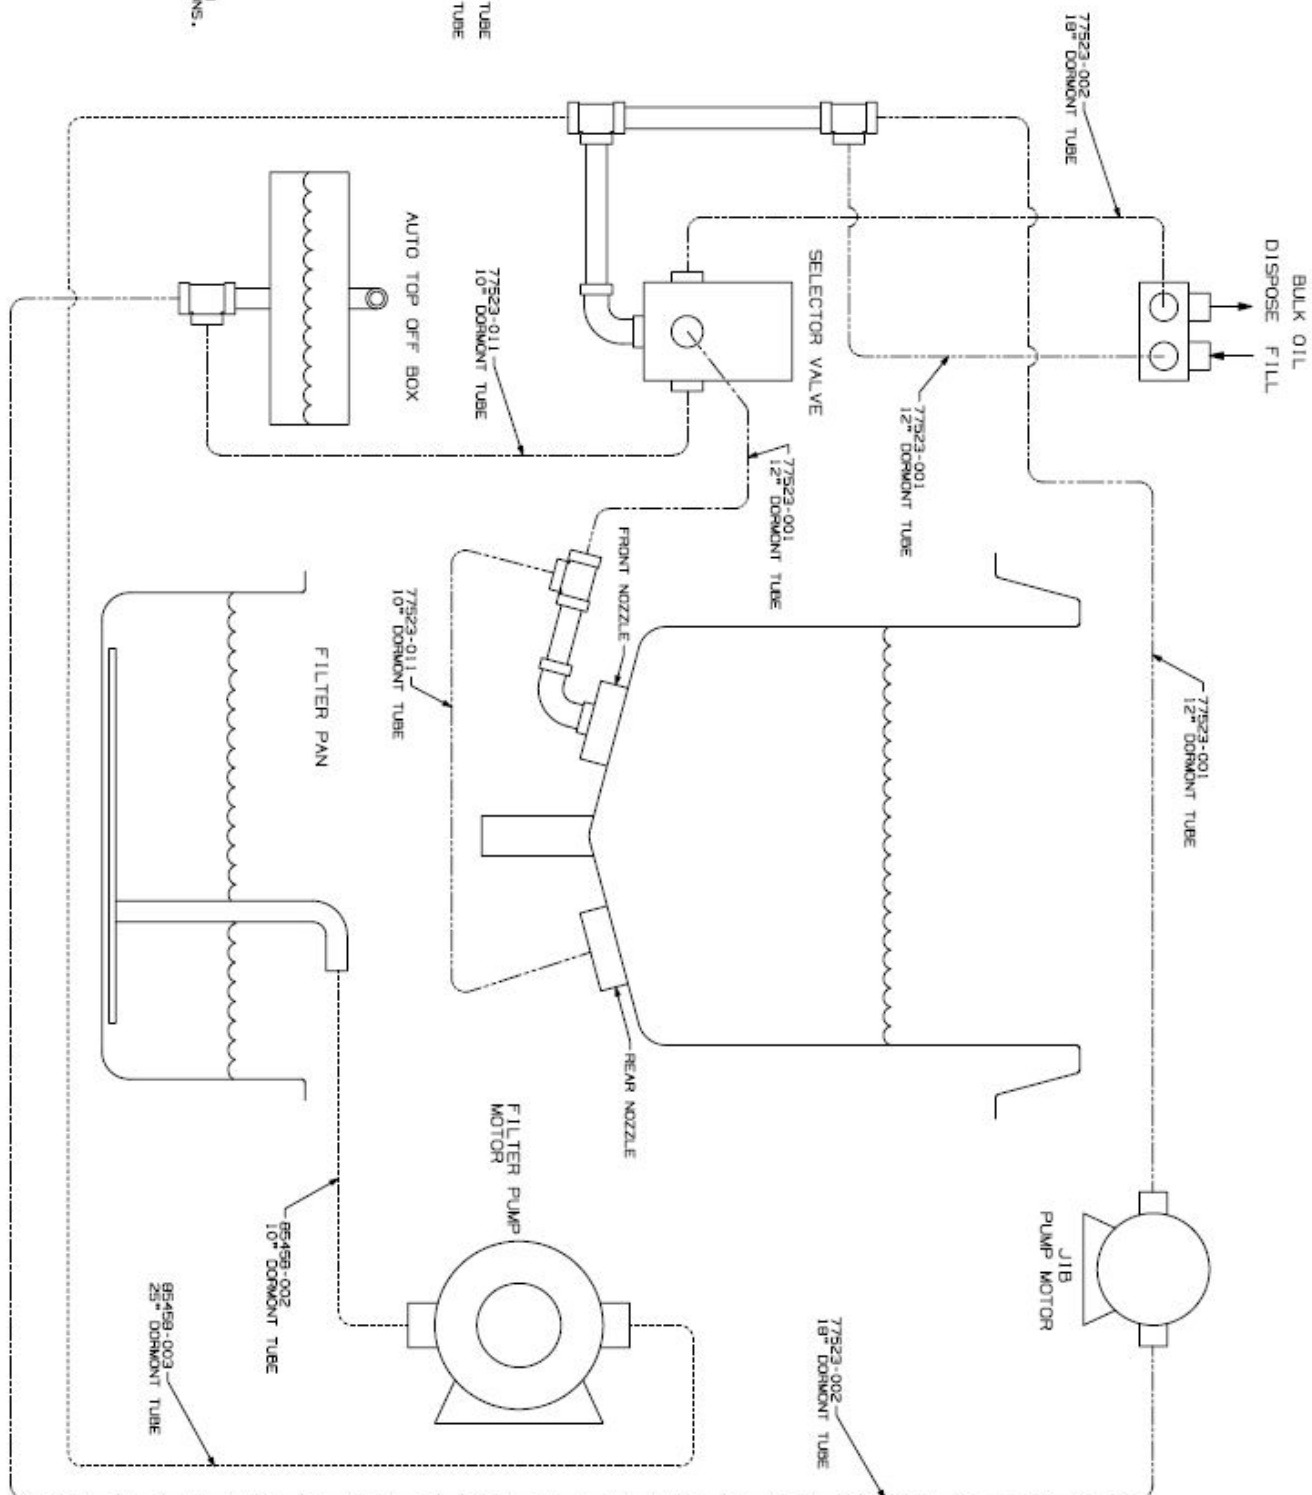 TUBE
TUBE
NS.
77523-002
18" DORMONT TUBE
BULK OIL
DISPOSE FILL
SELECTOR VALVE
AUTO TOP OFF BOX
77523-011
10" DORMONT TUBE
77523-001
12" DORMONT TUBE
77523-001
12" DORMONT TUBE
FRONT NOZZLE
77523-011
10" DORMONT TUBE
FILTER PAN
77523-001
12" DORMONT TUBE
REAR NOZZLE
FILTER PUMP
MOTOR
JIB
PUMP MOTOR
85458-002
10" DORMONT TUBE
85458-003
25" DORMONT TUBE
77523-002
18" DORMONT TUBE